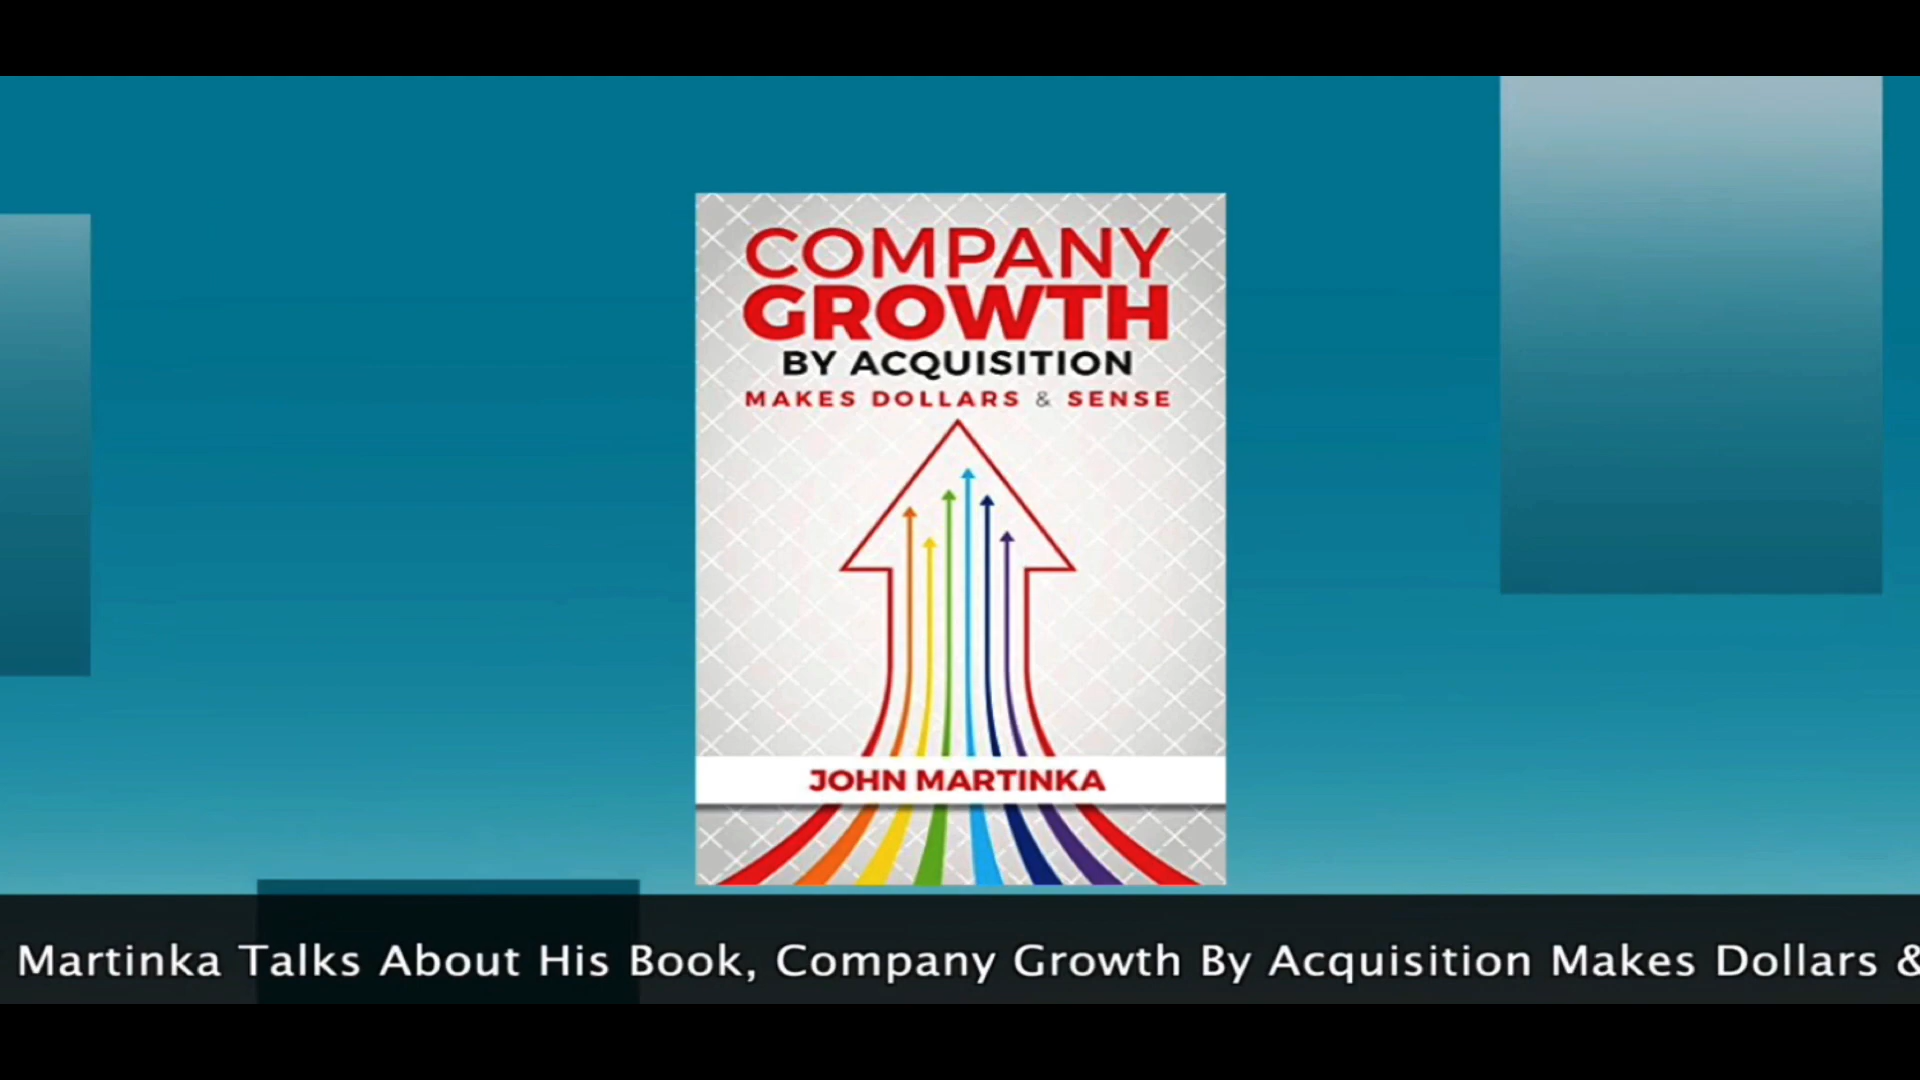 COMPANY
GROWTH
BY ACQUISITION
MAKES DOLLARS & SENSE
JOHN MARTINKA
Martinka Talks About His Book, Company Growth By Acquisition Makes Dollars &